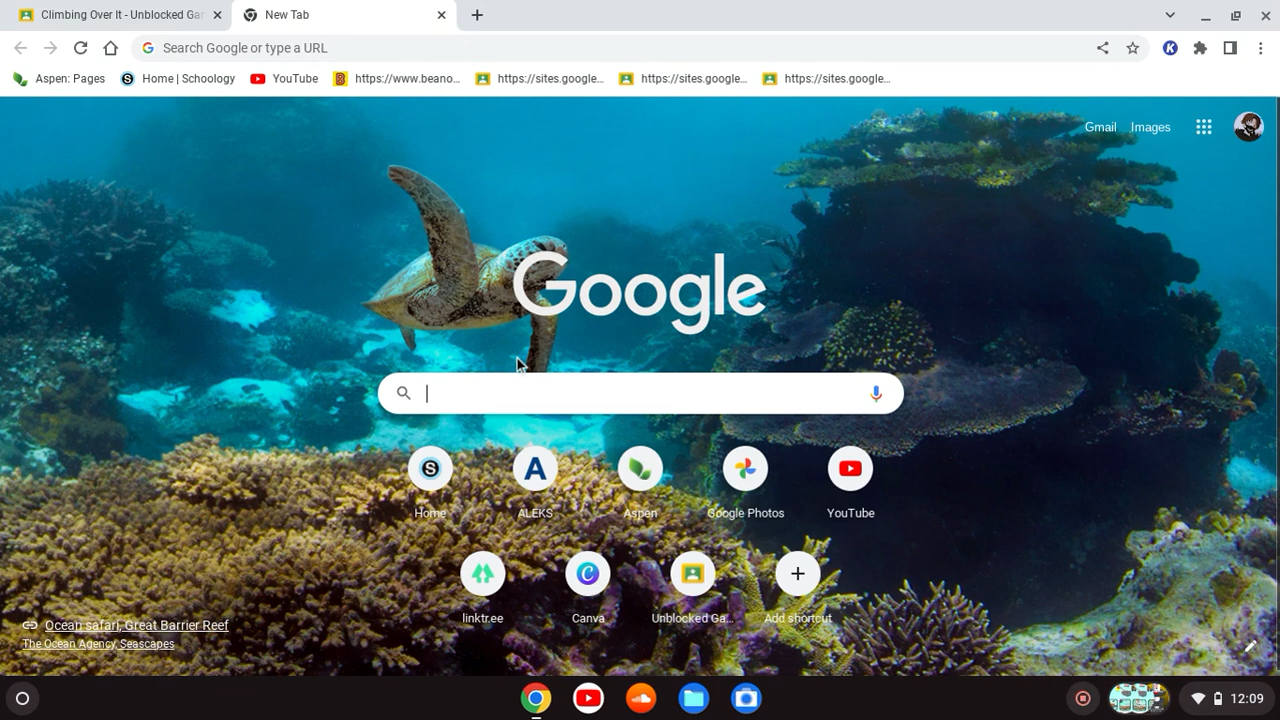 Climbing Over It - Unblocked Gar
New Tab
Search Google or type a URL
Aspen: Pages
Home | Schoology
YouTube
https://www.beano...
https://sites.google...
https://sites.google...
https://sites.google...
Gmail Images
Google
Home
ALEKS
Aspen
Google Photos
YouTube
linktr.ee
Canva
Unblocked Ga...
Add shortcut
Ocean safari, Great Barrier Reef
The Ocean Agency, Seascapes
12:09